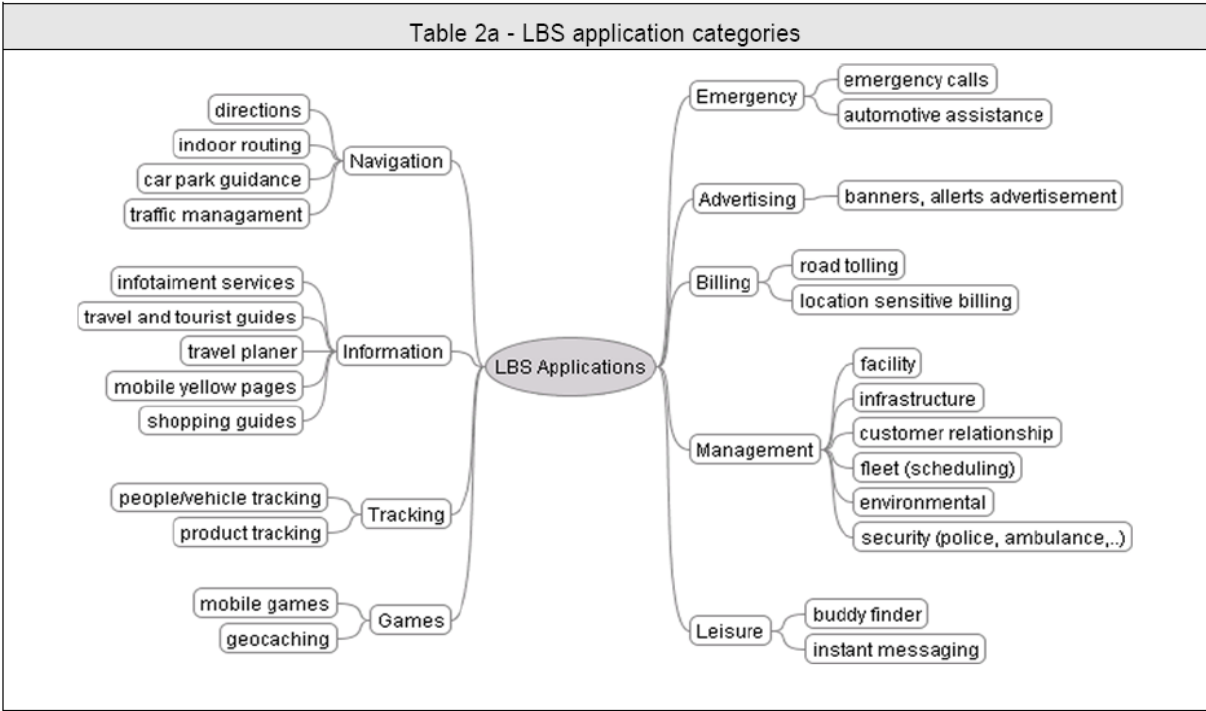 Table 2a - LBS application categories
directions
indoor routing
car park guidance
traffic managament
Navigation
infotaiment services
travel and tourist guides
travel planer
mobile yellow pages
shopping guides
Information
people/vehicle tracking
product tracking
Tracking
mobile games
geocaching
Games
LBS Applications
Emergency
emergency calls
automotive assistance
Advertising
banners, allerts advertisement
Billing
road tolling
location sensitive billing
Management
facility
infrastructure
customer relationship
fleet (scheduling)
environmental
security (police, ambulance,..)
Leisure
buddy finder
instant messaging